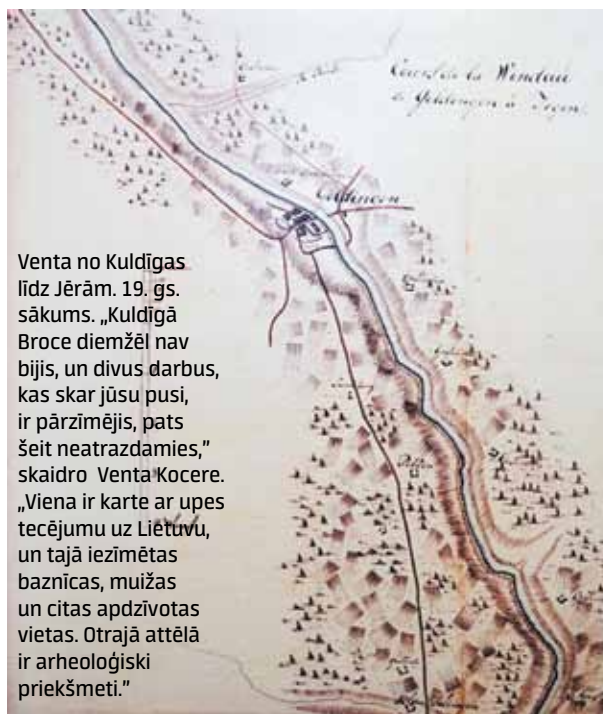 Wendau
Venta no Kuldīgas
līdz Jērām. 19. gs.
sākums. „Kuldīgā
Broce diemžēl nav
bijis, un divus darbus,
kas skar jūsu pusi,
ir pārzīmējis, pats
šeit neatrazdamies,”
skaidro Venta Kocere.
„Viena ir karte ar upes
tecējumu uz Lietuvu,
un tajā iezīmētas
baznīcas, muižas
un citas apdzīvotas
vietas. Otrajā attēlā
ir arheoloģiski
priekšmeti.”